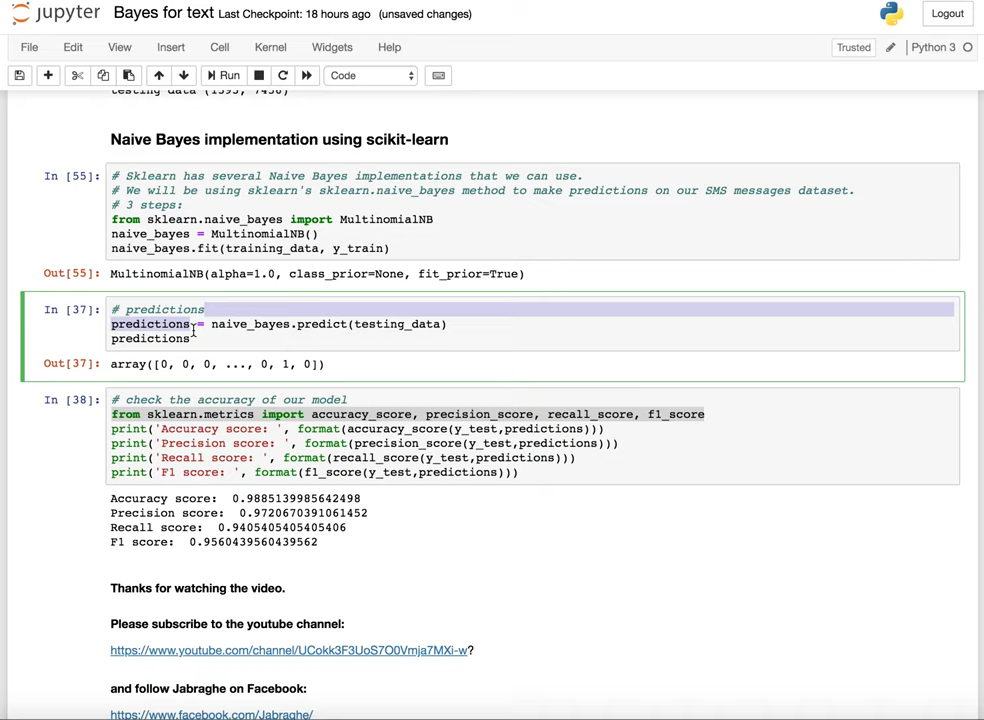 jupyter Bayes for text Last Checkpoint: 18 hours ago (unsaved changes) Logout
File Edit View Insert Cell Kernel Widgets Help Trusted Python 3
Run Code
testing data (1393, 7456)
Naive Bayes implementation using scikit-learn
In [55]: # Sklearn has several Naive Bayes implementations that we can use.
# We will be using sklearn's sklearn.naive_bayes method to make predictions on our SMS messages dataset.
# 3 steps:
from sklearn.naive_bayes import MultinomialNB
naive_bayes = MultinomialNB()
naive_bayes.fit(training_data, y_train)
Out[55]: MultinomialNB(alpha=1.0, class_prior=None, fit_prior=True)
In [37]: # predictions
predictions = naive_bayes.predict(testing_data)
predictions
Out[37]: array([0, 0, 0, ..., 0, 1, 0])
In [38]: # check the accuracy of our model
from sklearn.metrics import accuracy_score, precision_score, recall_score, f1_score
print('Accuracy score: ', format(accuracy_score(y_test,predictions)))
print('Precision score: ', format(precision_score(y_test,predictions)))
print('Recall score: ', format(recall_score(y_test,predictions)))
print('F1 score: ', format(f1_score(y_test,predictions)))
Accuracy score:  0.9885139985642498
Precision score:  0.9720670391061452
Recall score:  0.9405405405405406
F1 score:  0.9560439560439562
Thanks for watching the video.
Please subscribe to the youtube channel:
https://www.youtube.com/channel/UCokk3F3UoS7O0Vmja7MXi-w?
and follow Jabraghe on Facebook:
https://www.facebook.com/Jabraghe/